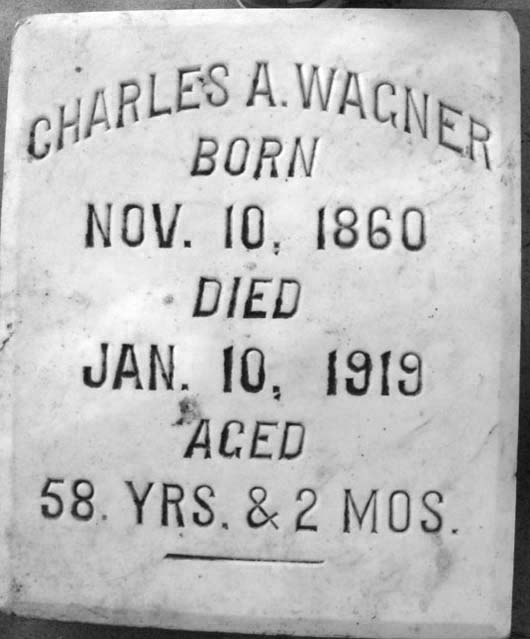 CHARLES A. WAGNER
BORN
NOV. 10, 1860
DIED
JAN. 10, 1919
AGED
58. YRS. & 2 MOS.